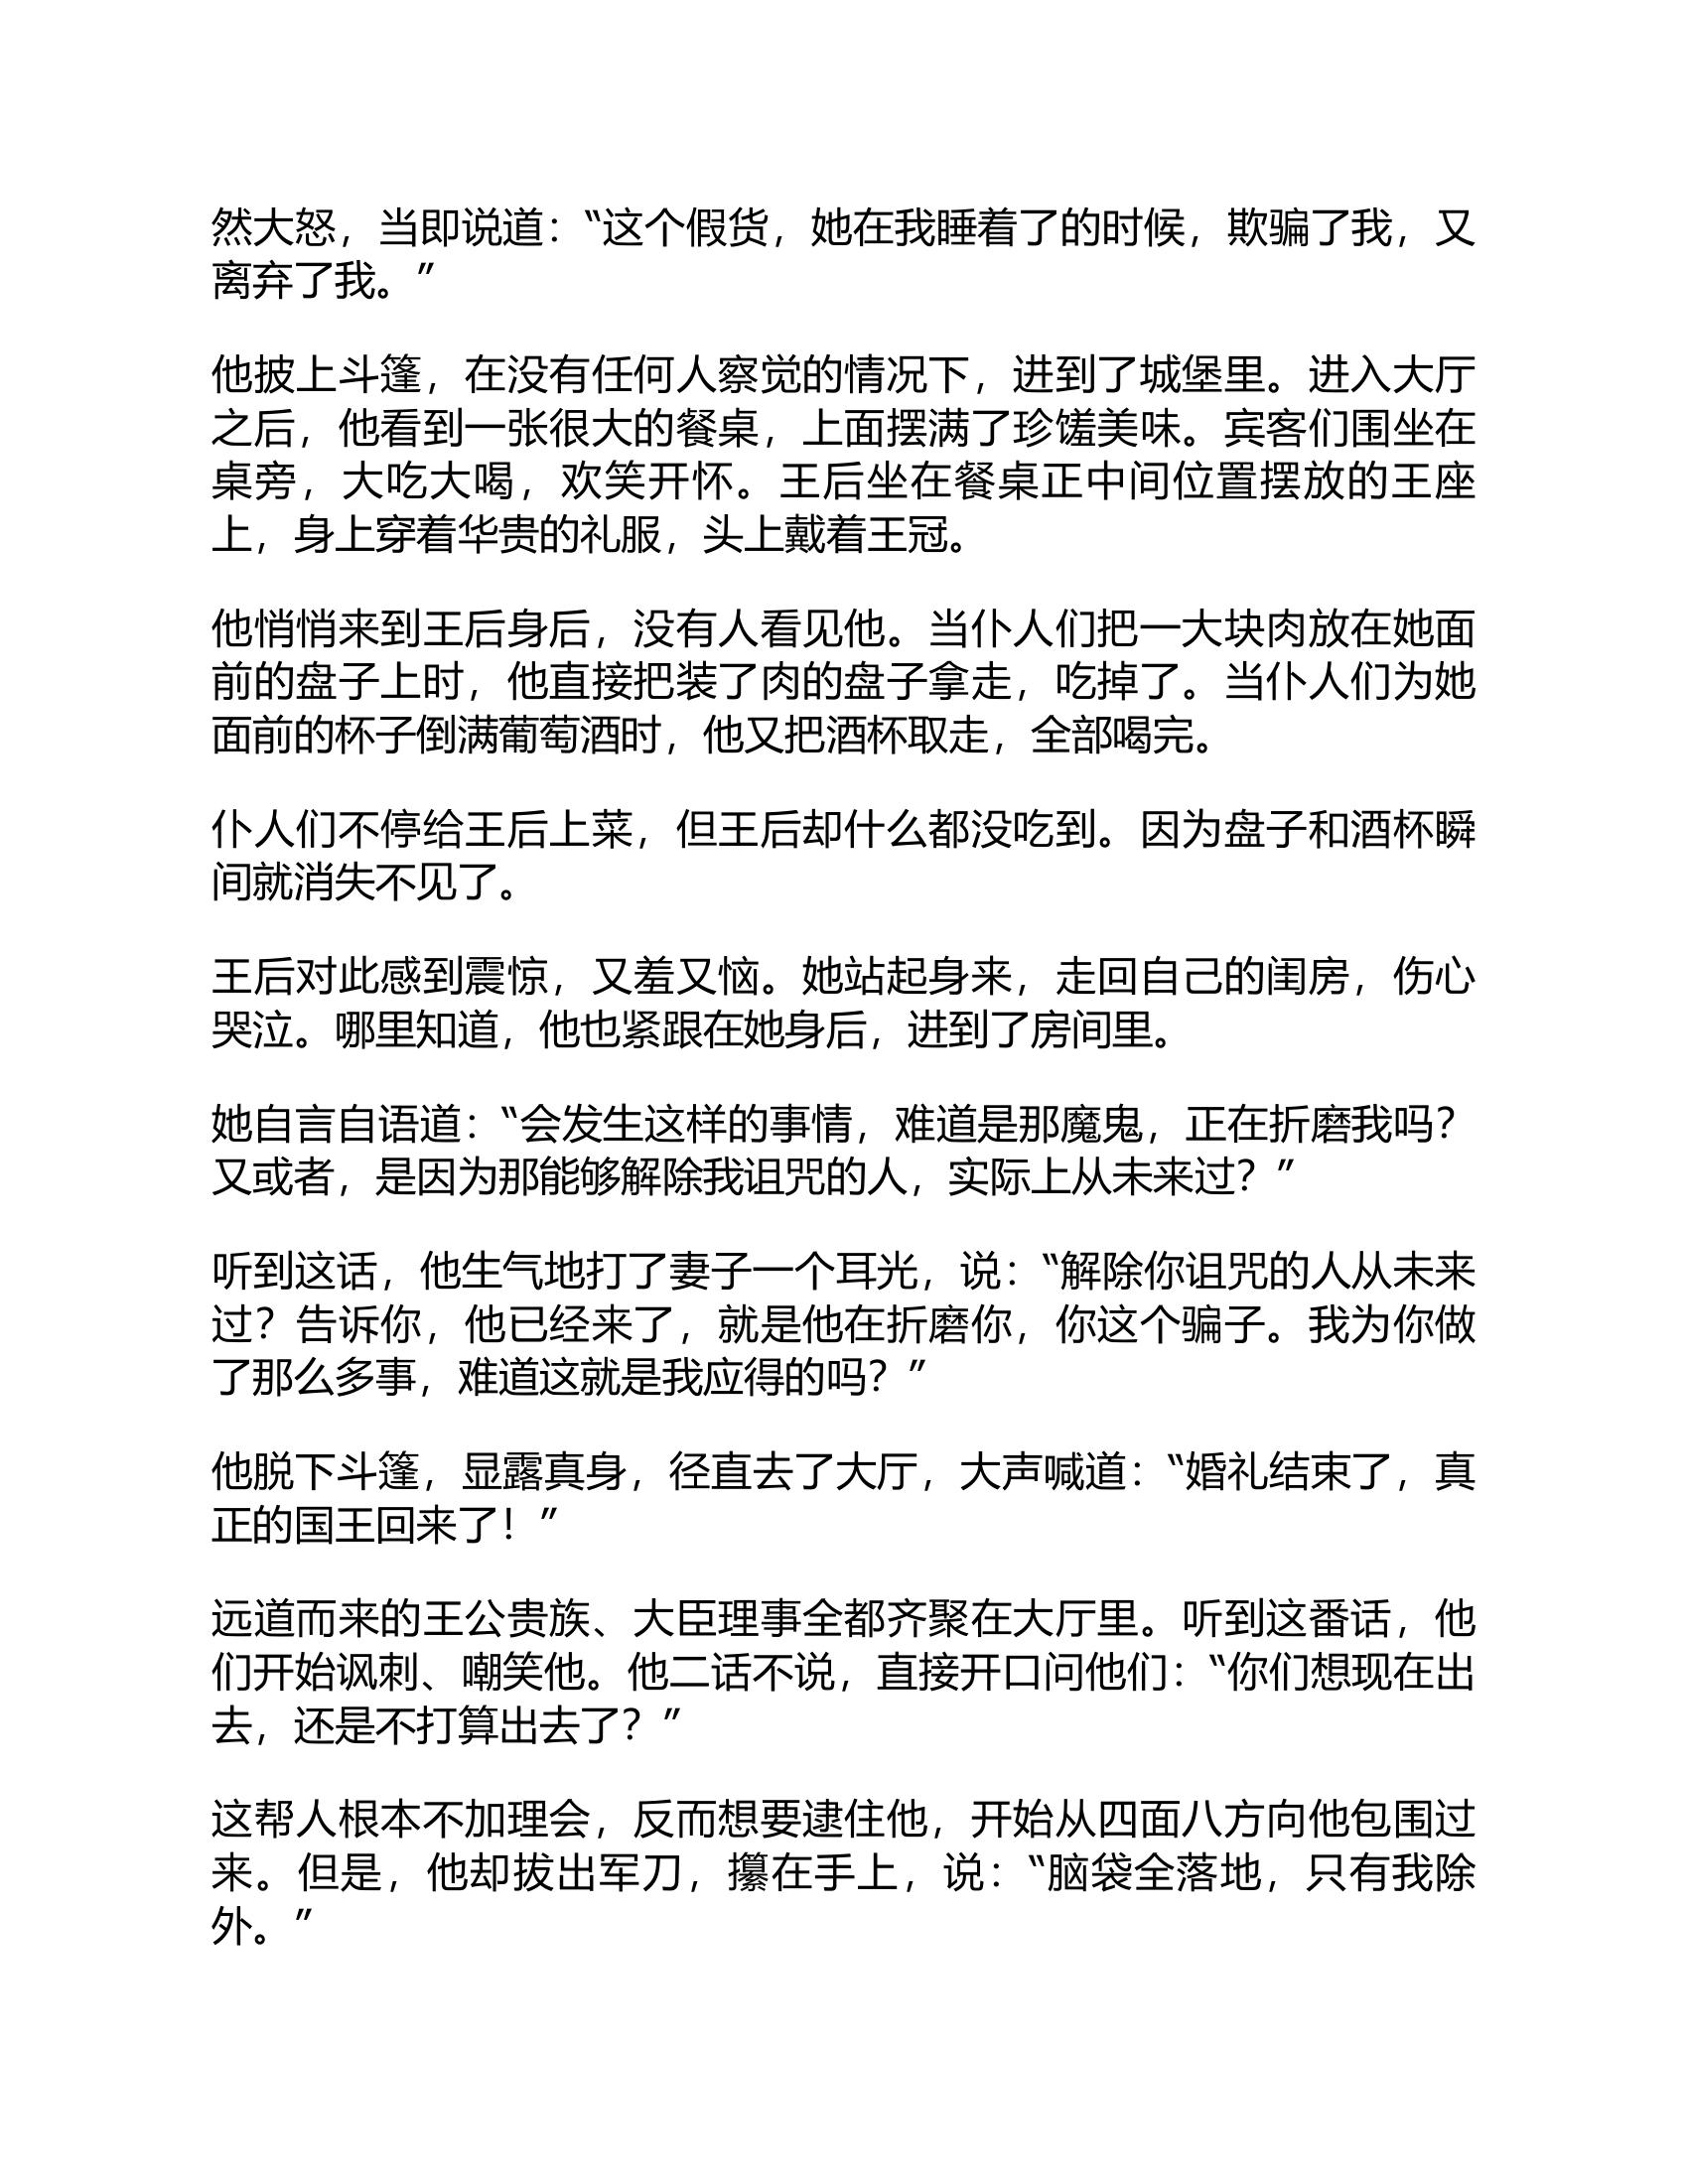 然大怒，当即说道：“这个假货，她在我睡着了的时候，欺骗了我，又
离弃了我。”
他披上斗篷，在没有任何人察觉的情况下，进到了城堡里。进入大厅
之后，他看到一张很大的餐桌，上面摆满了珍馐美味。宾客们围坐在
桌旁，大吃大喝，欢笑开怀。王后坐在餐桌正中间位置摆放的王座
上，身上穿着华贵的礼服，头上戴着王冠。
他悄悄来到王后身后，没有人看见他。当仆人们把一大块肉放在她面
前的盘子上时，他直接把装了肉的盘子拿走，吃掉了。当仆人们为她
面前的杯子倒满葡萄酒时，他又把酒杯取走，全部喝完。
仆人们不停给王后上菜，但王后却什么都没吃到。因为盘子和酒杯瞬
间就消失不见了。
王后对此感到震惊，又羞又恼。她站起身来，走回自己的闺房，伤心
哭泣。哪里知道，他也紧跟在她身后，进到了房间里。
她自言自语道：“会发生这样的事情，难道是那魔鬼，正在折磨我吗？
又或者，是因为那能够解除我诅咒的人，实际上从未来过？”
听到这话，他生气地打了妻子一个耳光，说：“解除你诅咒的人从未来
过？告诉你，他已经来了，就是他在折磨你，你这个骗子。我为你做
了那么多事，难道这就是我应得的吗？”
他脱下斗篷，显露真身，径直去了大厅，大声喊道：“婚礼结束了，真
正的国王回来了！”
远道而来的王公贵族、大臣理事全都齐聚在大厅里。听到这番话，他
们开始讽刺、嘲笑他。他二话不说，直接开口问他们：“你们想现在出
去，还是不打算出去了？”
这帮人根本不加理会，反而想要逮住他，开始从四面八方向他包围过
来。但是，他却拔出军刀，攥在手上，说：“脑袋全落地，只有我除
外。”